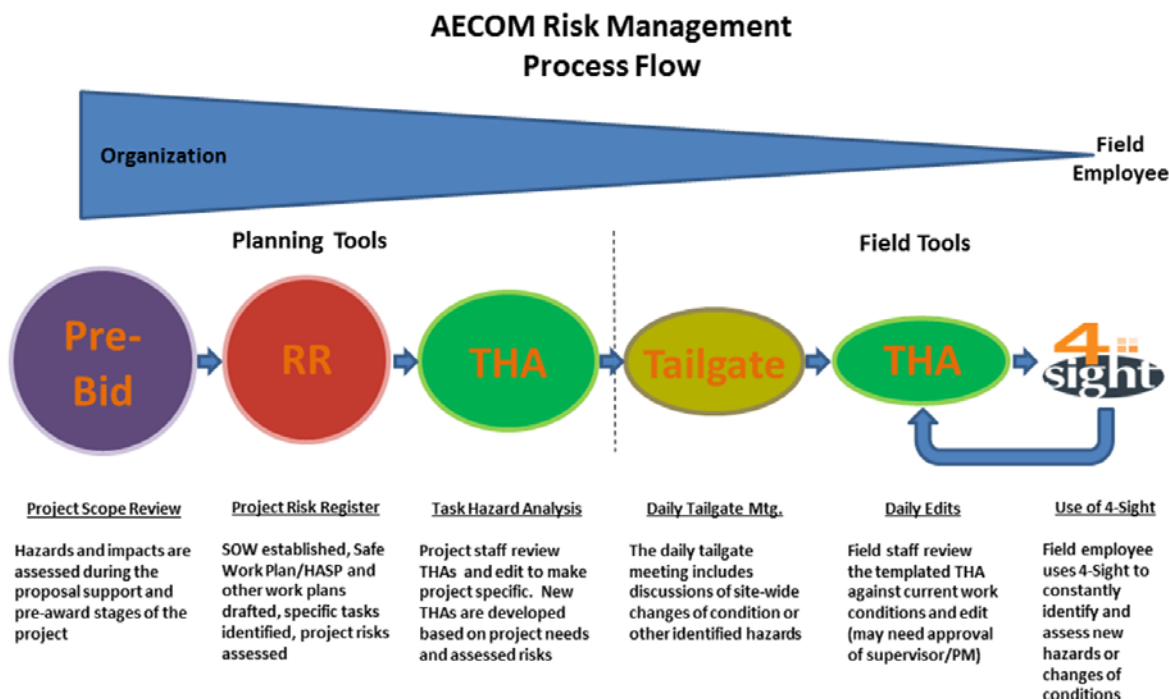 AECOM Risk Management
Process Flow
Organization
Field
Employee
Planning Tools
Field Tools
Pre-
Bid
RR
THA
Tailgate
THA
4
sight
Project Scope Review
Hazards and impacts are
assessed during the
proposal support and
pre-award stages of the
project
Project Risk Register
SOW established, Safe
Work Plan/HASP and
other work plans
drafted, specific tasks
identified, project risks
assessed
Task Hazard Analysis
Project staff review
THAs and edit to make
project specific. New
THAs are developed
based on project needs
and assessed risks
Daily Tailgate Mtg.
The daily tailgate
meeting includes
discussions of site-wide
changes of condition or
other identified hazards
Daily Edits
Field staff review
the templated THA
against current work
conditions and edit
(may need approval
of supervisor/PM)
Use of 4-Sight
Field employee
uses 4-Sight to
constantly
identify and
assess new
hazards or
changes of
conditions